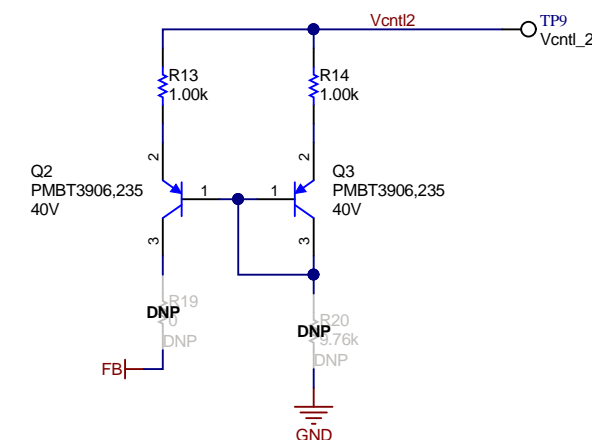 Vcntl2
TP9
Vcntl_2
R13
1.00k
R14
1.00k
2
2
Q2
PMBT3906,235
40V
Q3
PMBT3906,235
40V
1
1
3
3
R19
DNP
0
DNP
R20
DNP
9.76k
DNP
FB
GND